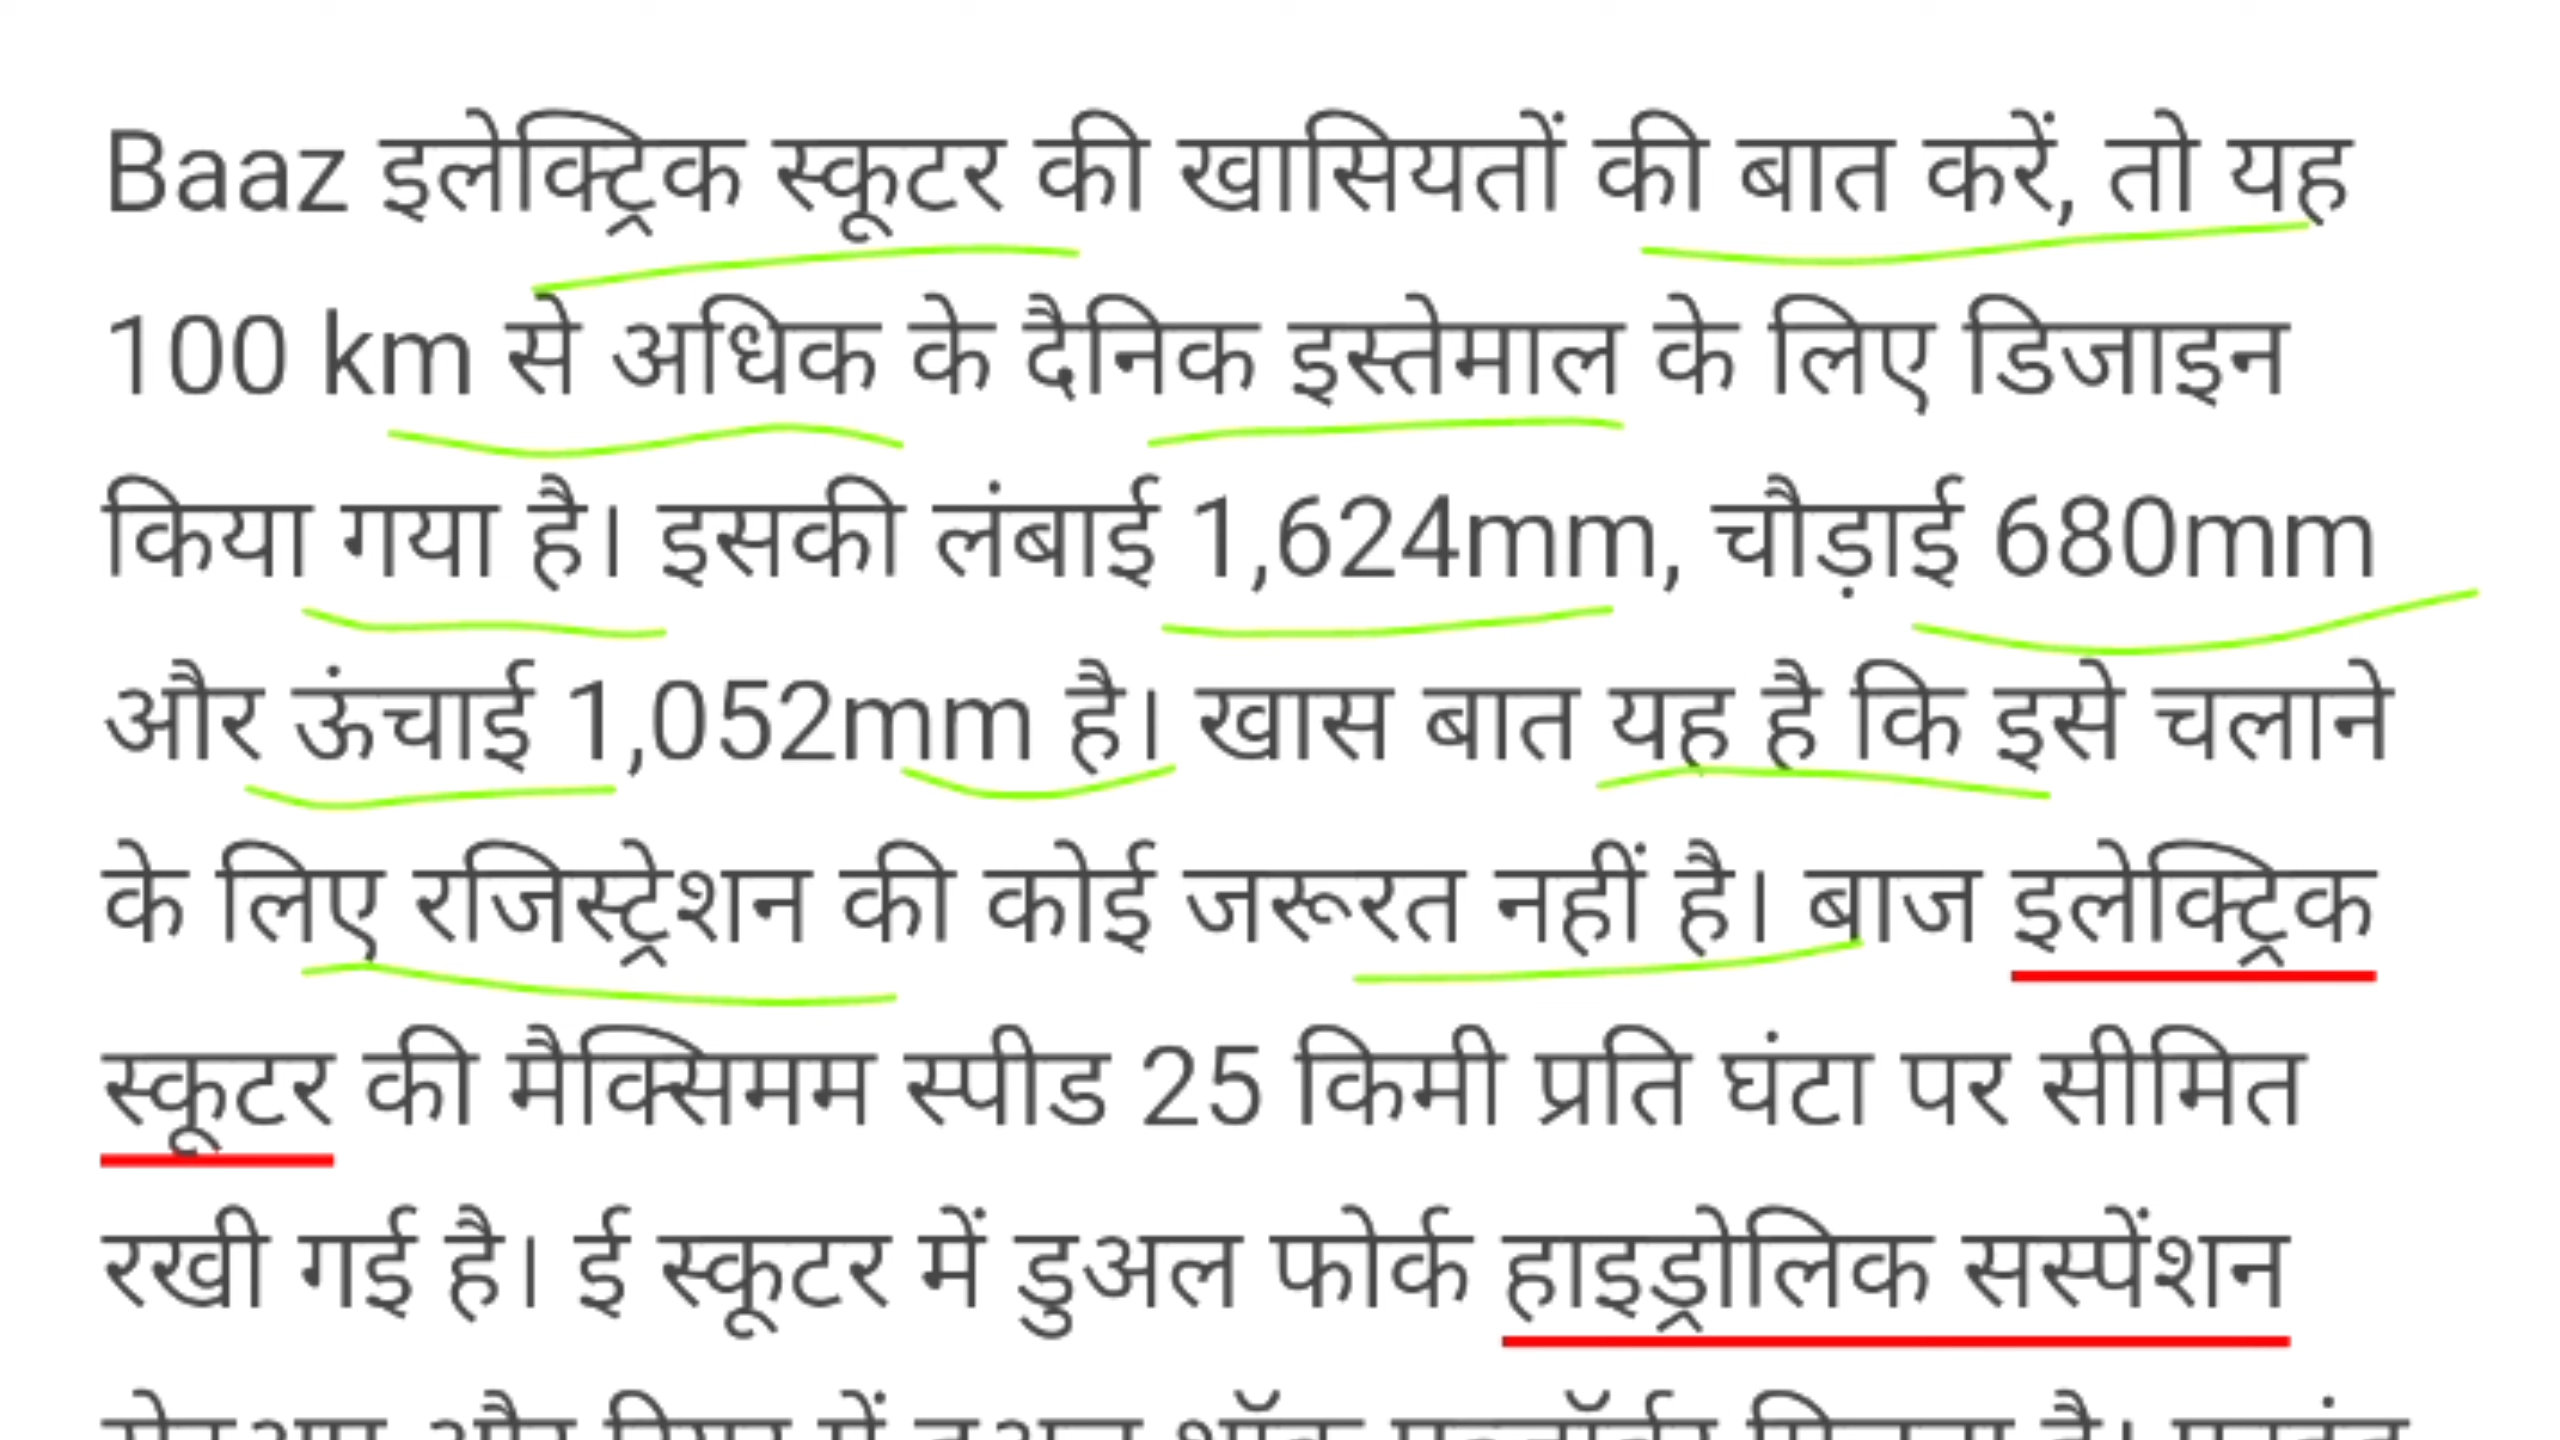 Baaz इलेक्ट्रिक स्कूटर की खासियतों की बात करें, तो यह
100 km से अधिक के दैनिक इस्तेमाल के लिए डिजाइन
किया गया है। इसकी लंबाई 1,624mm, चौड़ाई 680mm
और ऊंचाई 1,052mm है। खास बात यह है कि इसे चलाने
के लिए रजिस्ट्रेशन की कोई जरूरत नहीं है। बाज इलेक्ट्रिक
स्कूटर की मैक्सिमम स्पीड 25 किमी प्रति घंटा पर सीमित
रखी गई है। ई स्कूटर में डुअल फोर्क हाइड्रोलिक सस्पेंशन